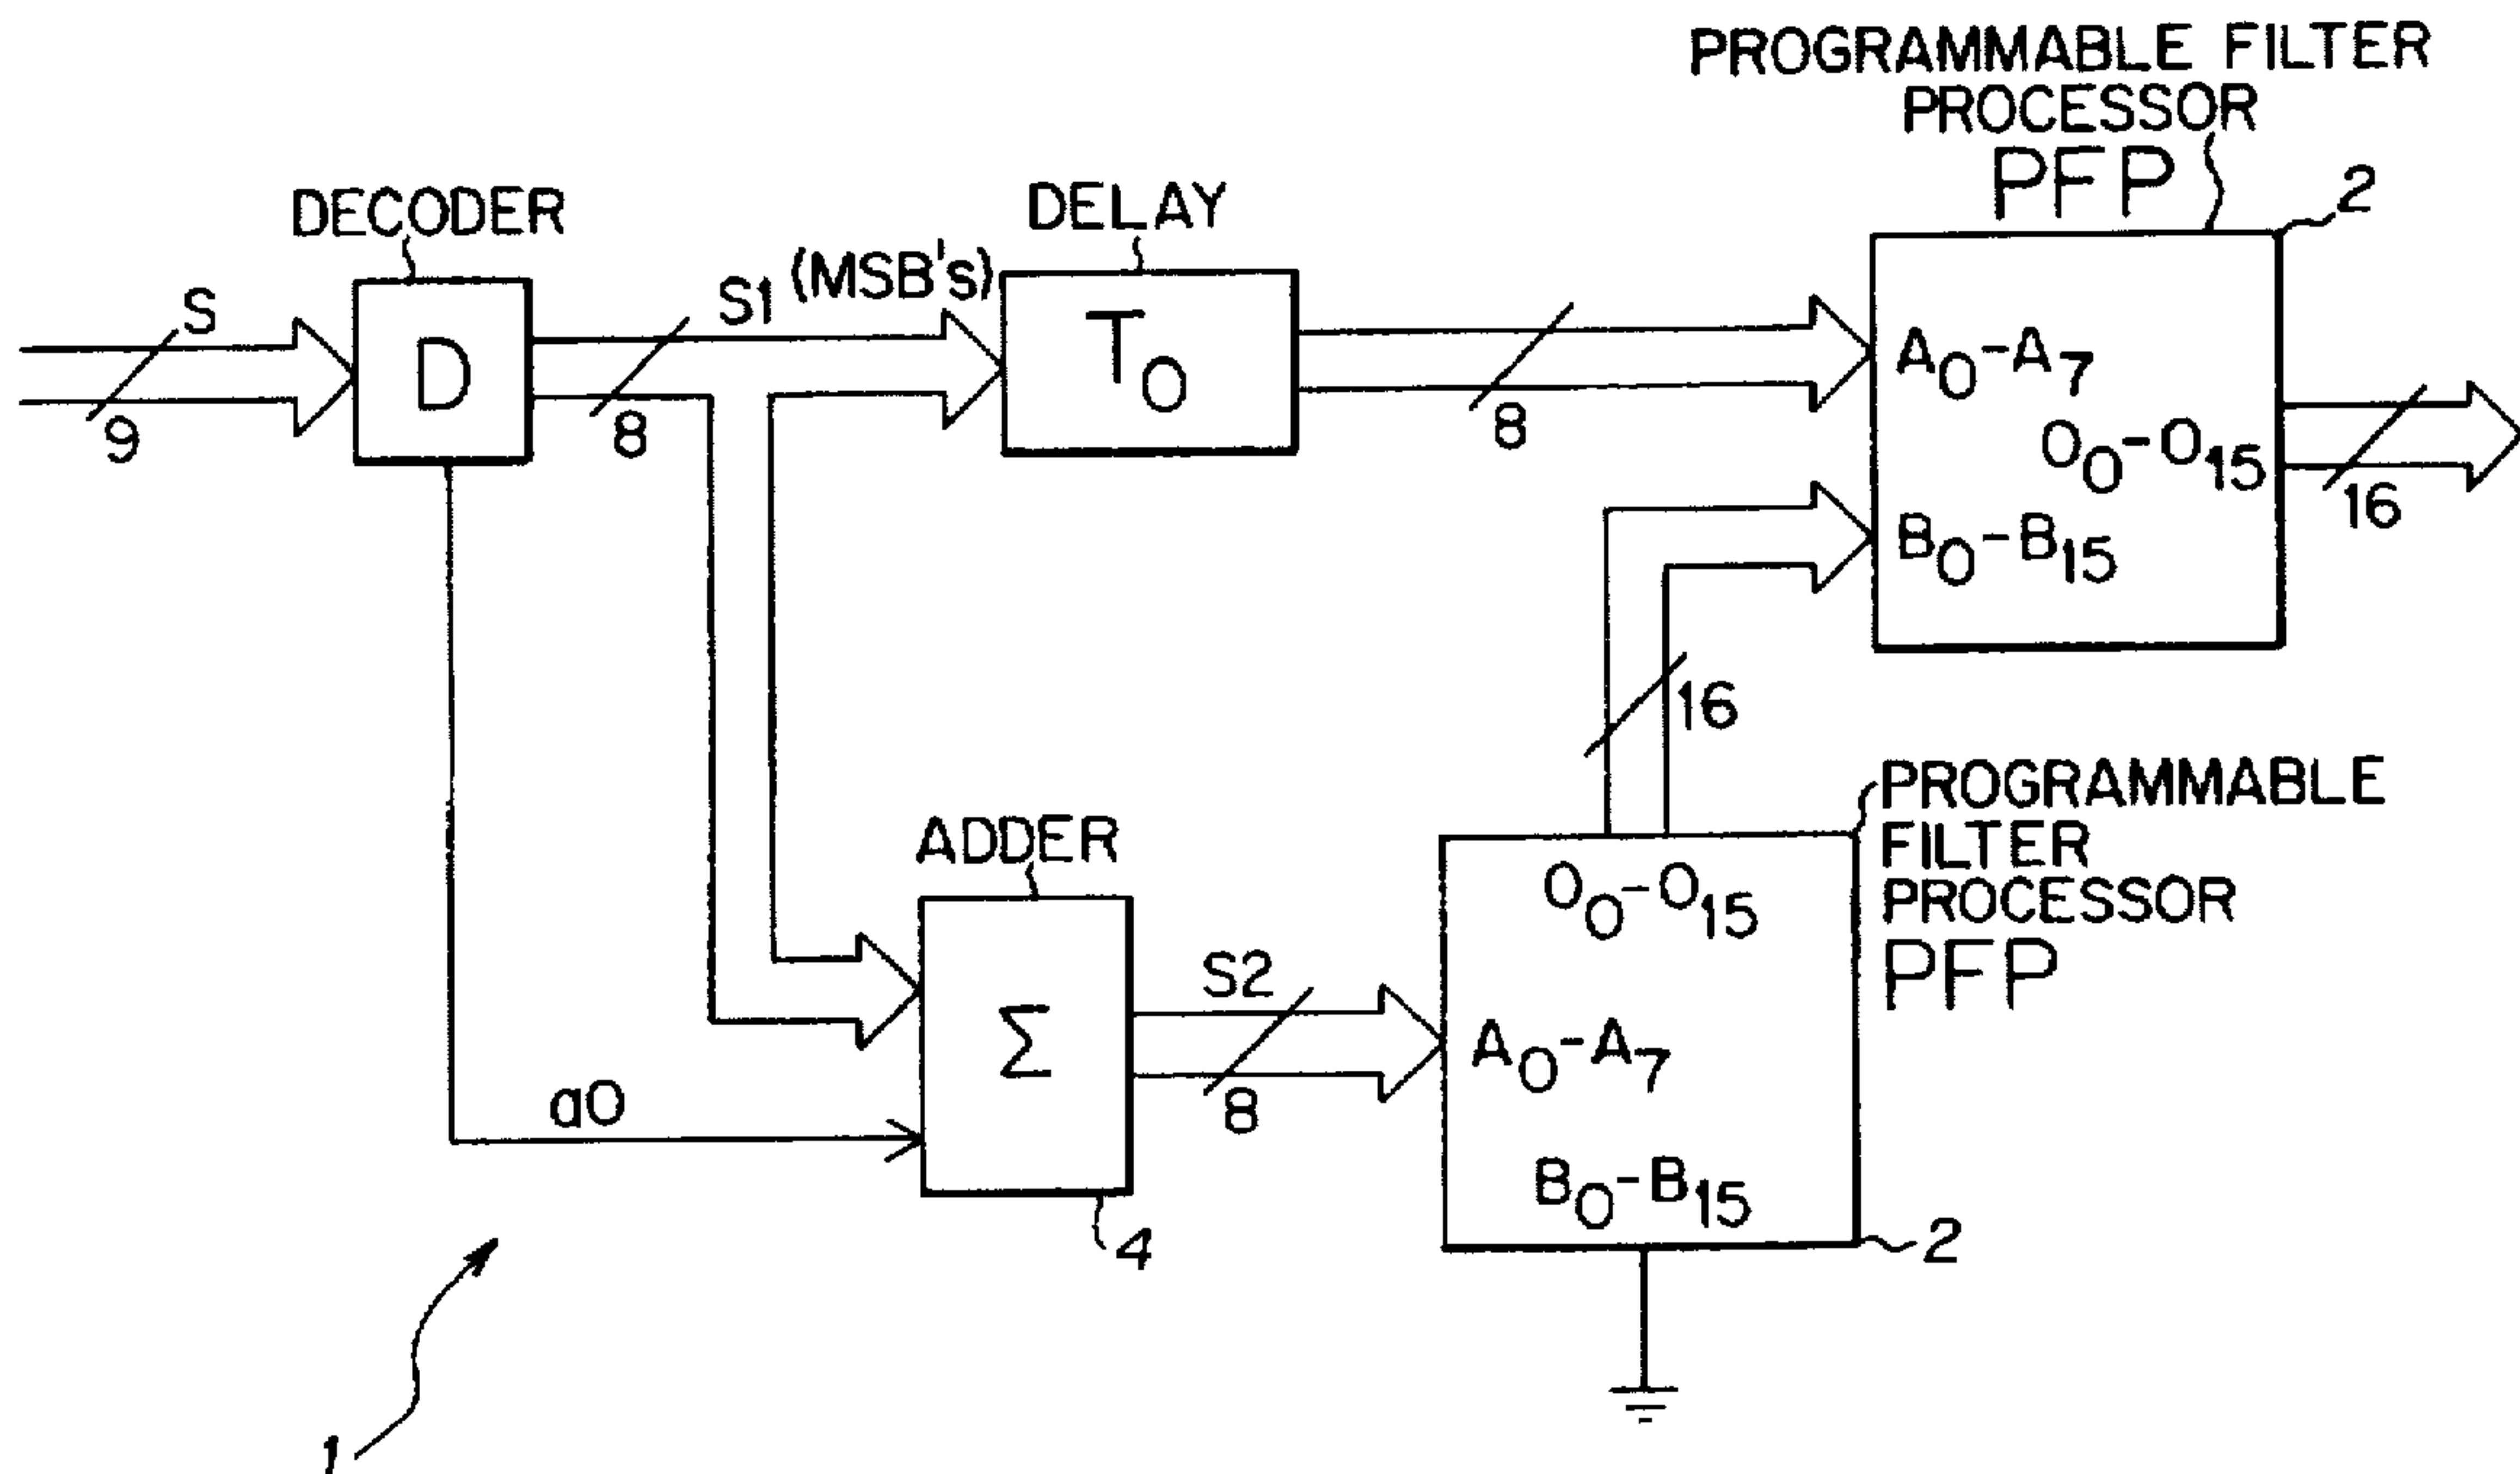 PROGRAMMABLE FILTER
PROCESSOR
PFP
2
DECODER
DELAY
S
9
D
8
S1 (MSB's)
T0
8
A0-A7
O0-O15
B0-B15
16
16
ADDER
Σ
4
a0
S2
8
PROGRAMMABLE
FILTER
PROCESSOR
PFP
O0-O15
A0-A7
B0-B15
2
1